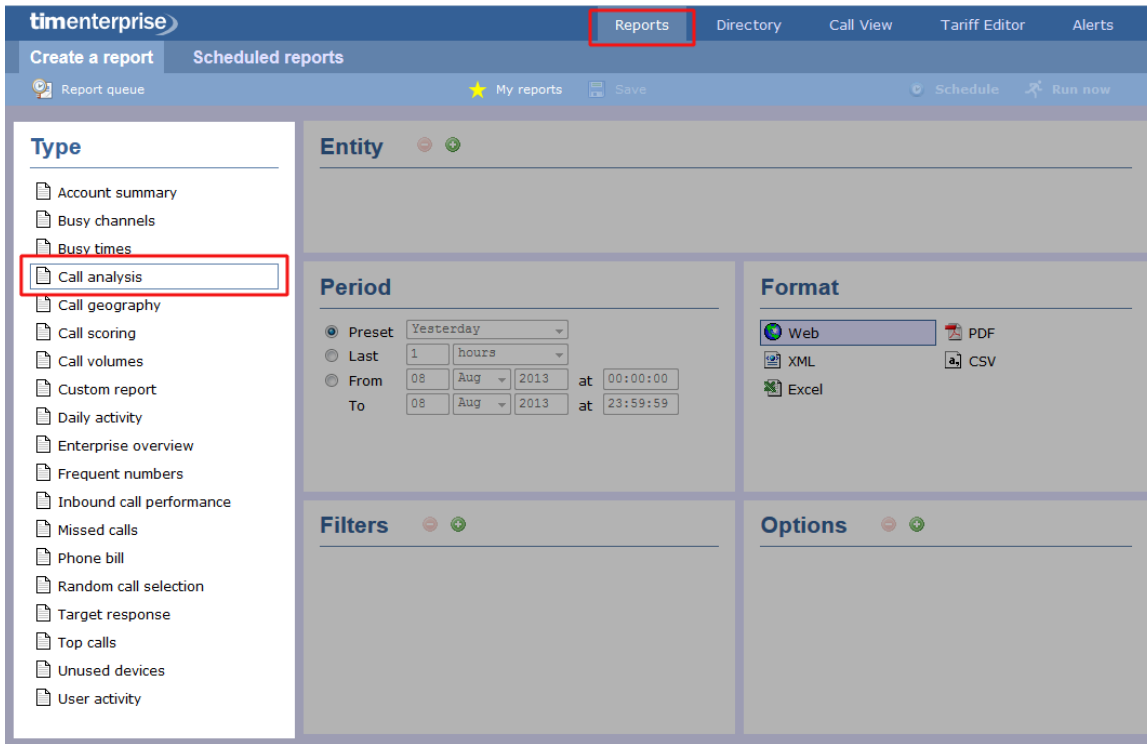 timenterprise
Reports Directory Call View Tariff Editor Alerts
Create a report Scheduled reports
Report queue My reports Save Schedule Run now
Type
Account summary
Busy channels
Busy times
Call analysis
Call geography
Call scoring
Call volumes
Custom report
Daily activity
Enterprise overview
Frequent numbers
Inbound call performance
Missed calls
Phone bill
Random call selection
Target response
Top calls
Unused devices
User activity
Entity
Period
Preset Yesterday
Last 1 hours
From 08 Aug 2013 at 00:00:00
To 08 Aug 2013 at 23:59:59
Format
Web PDF
XML CSV
Excel
Filters
Options